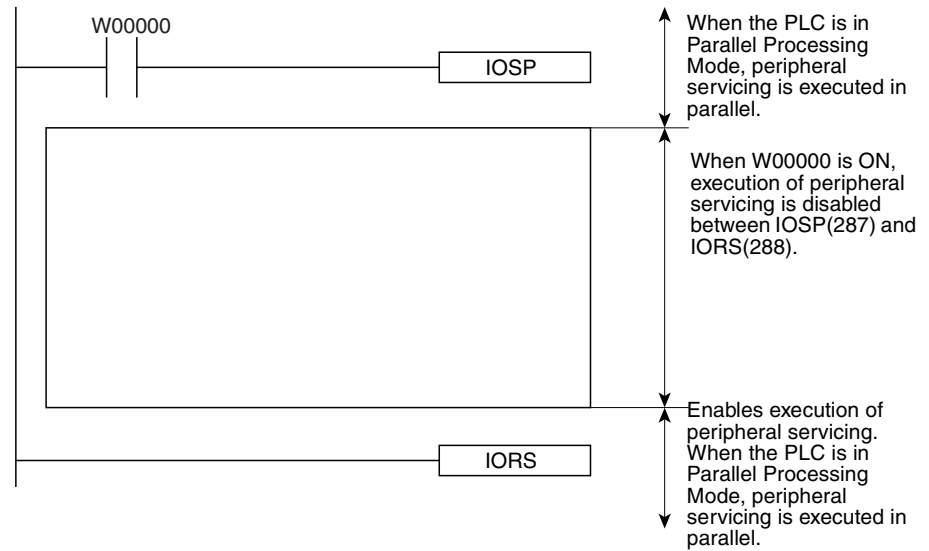 W00000
IOSP
When the PLC is in
Parallel Processing
Mode, peripheral
servicing is executed in
parallel.
When W00000 is ON,
execution of peripheral
servicing is disabled
between IOSP(287) and
IORS(288).
Enables execution of
peripheral servicing.
When the PLC is in
Parallel Processing
Mode, peripheral
servicing is executed in
parallel.
IORS